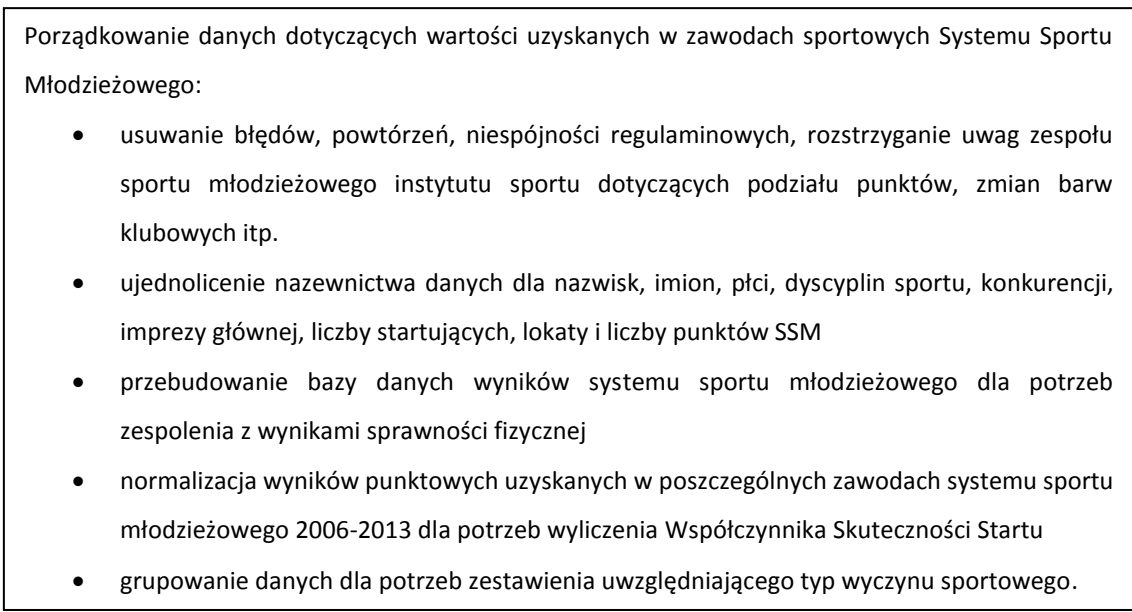 Porządkowanie danych dotyczących wartości uzyskanych w zawodach sportowych Systemu Sportu
Młodzieżowego:
• usuwanie błędów, powtórzeń, niespójności regulaminowych, rozstrzyganie uwag zespołu
sportu młodzieżowego instytutu sportu dotyczących podziału punktów, zmian barw
klubowych itp.
• ujednolicenie nazewnictwa danych dla nazwisk, imion, płci, dyscyplin sportu, konkurencji,
imprezy głównej, liczby startujących, lokaty i liczby punktów SSM
• przebudowanie bazy danych wyników systemu sportu młodzieżowego dla potrzeb
zespolenia z wynikami sprawności fizycznej
• normalizacja wyników punktowych uzyskanych w poszczególnych zawodach systemu sportu
młodzieżowego 2006-2013 dla potrzeb wyliczenia Współczynnika Skuteczności Startu
• grupowanie danych dla potrzeb zestawienia uwzględniającego typ wyczynu sportowego.